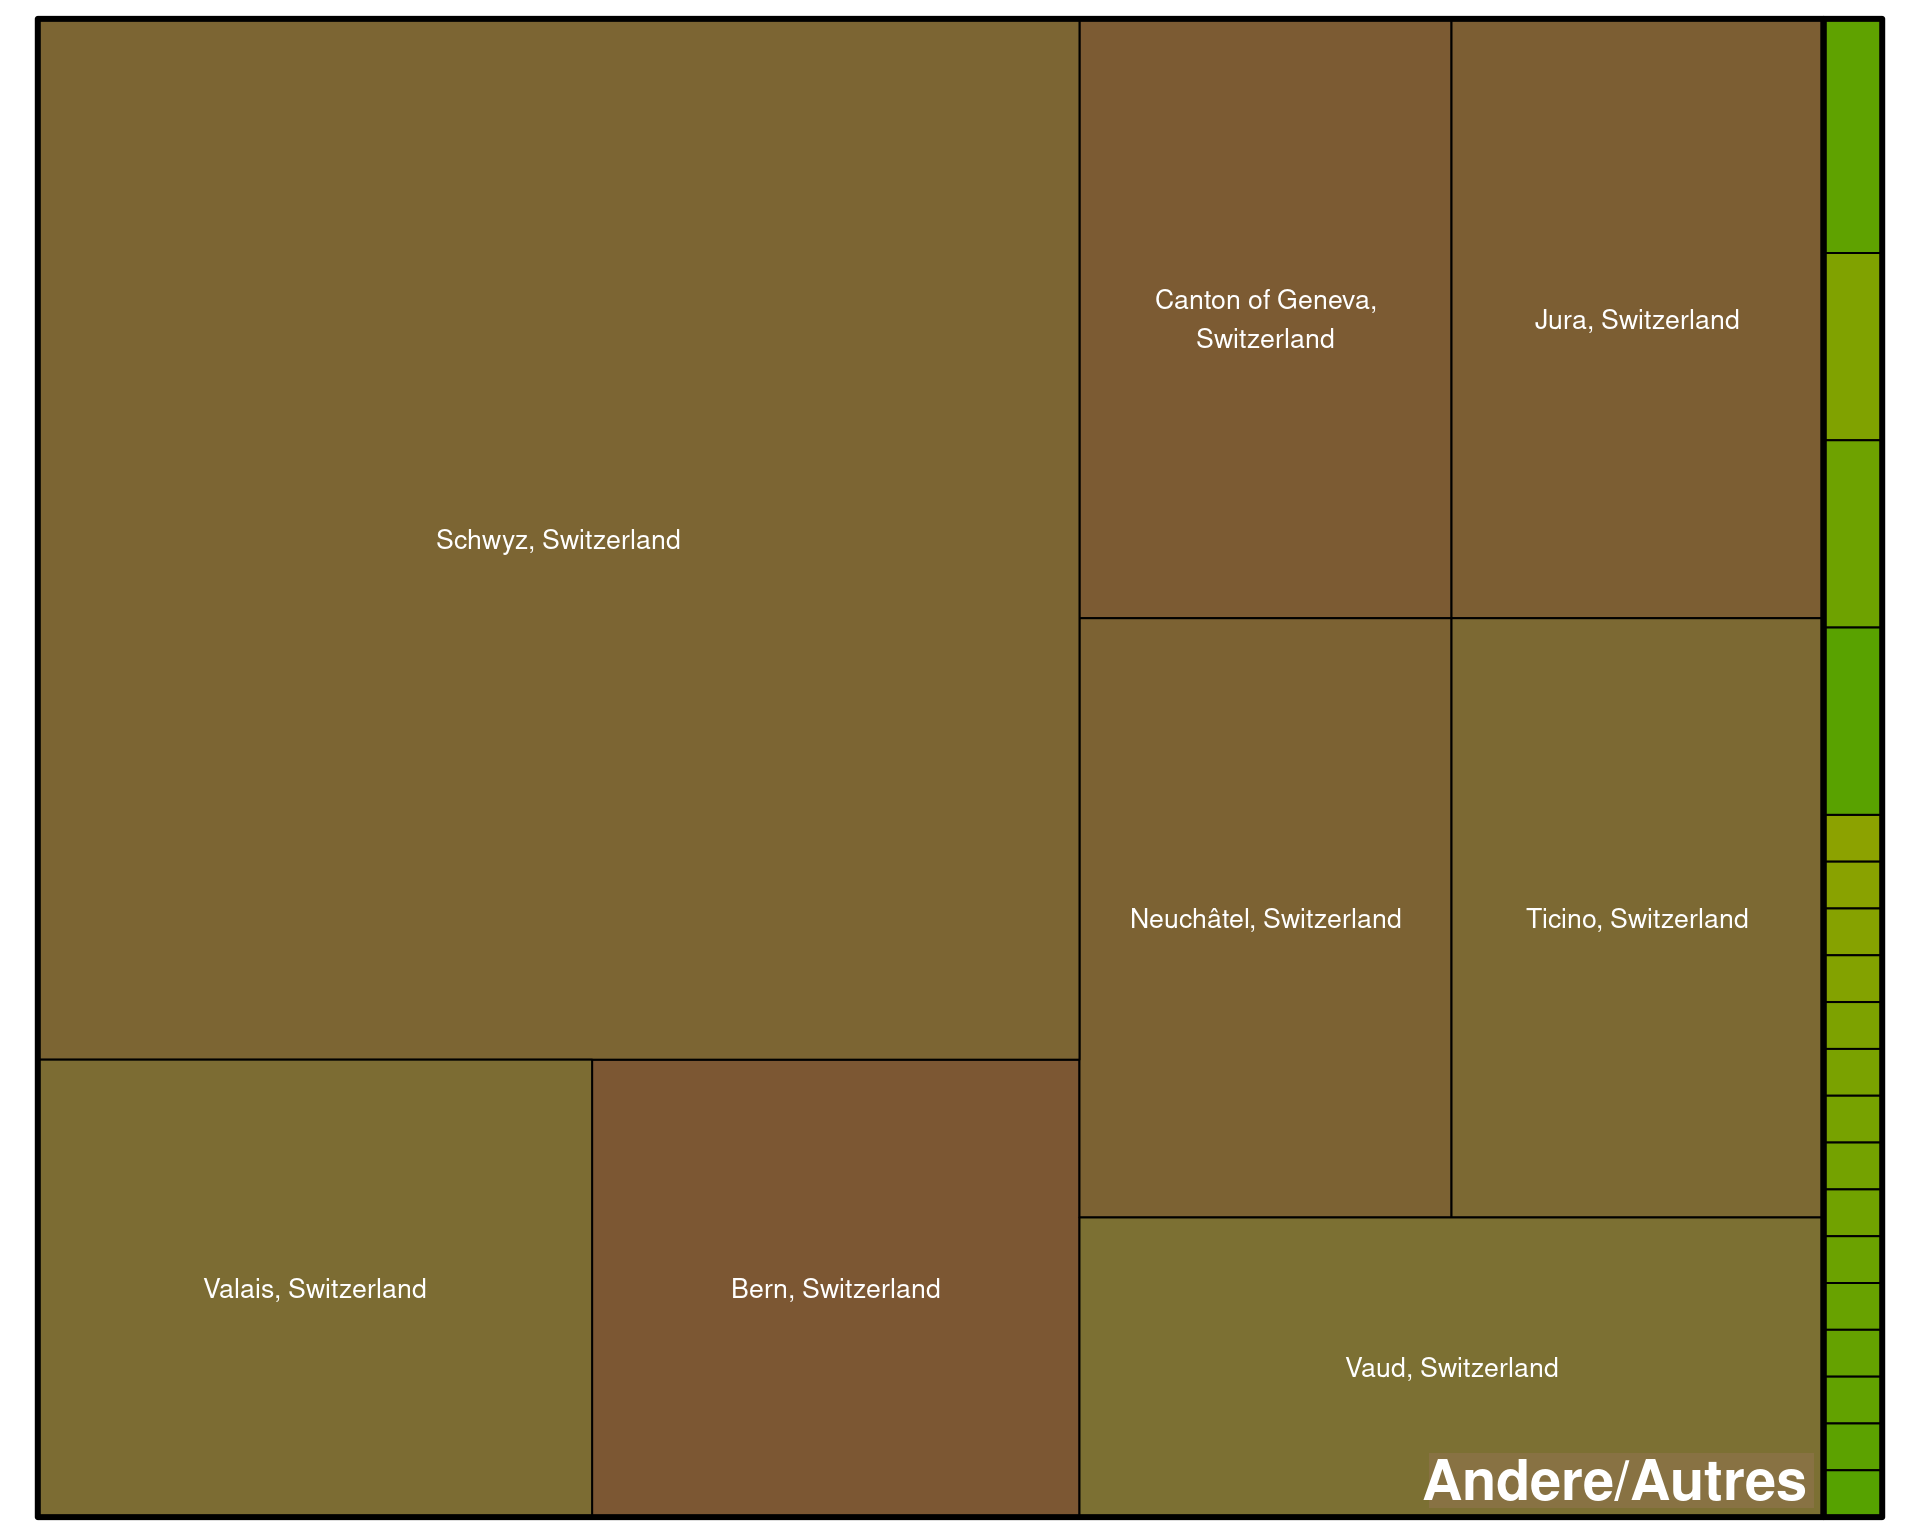 Canton of Geneva,
Switzerland
Jura, Switzerland
Schwyz, Switzerland
Neuchâtel, Switzerland
Ticino, Switzerland
Valais, Switzerland
Bern, Switzerland
Vaud, Switzerland
Andere/Autres